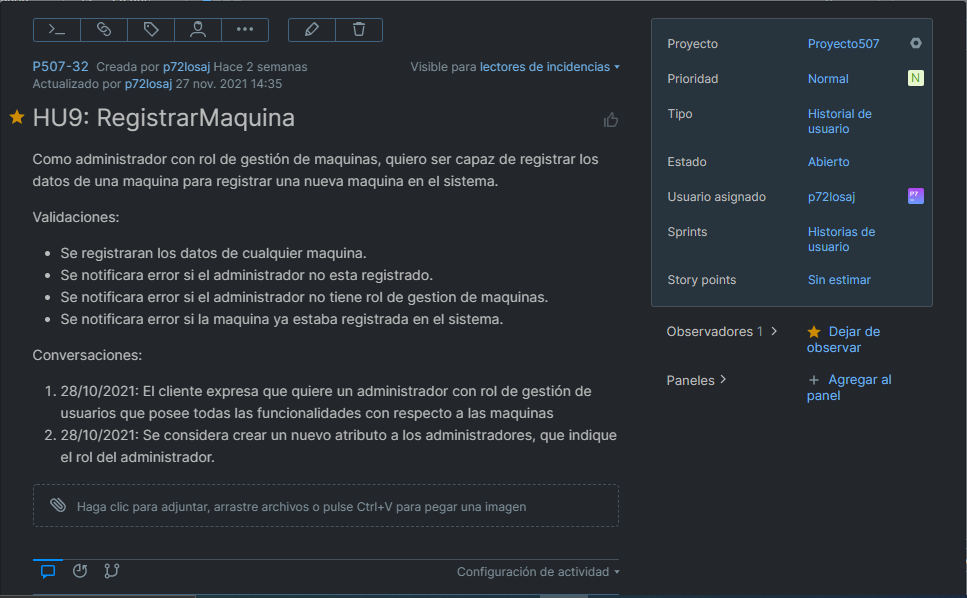 P507-32 Creada por p72losaj Hace 2 semanas
Visible para lectores de incidencias
Actualizado por p72losaj 27 nov. 2021 14:35
HU9: RegistrarMaquina
Como administrador con rol de gestión de maquinas, quiero ser capaz de registrar los
datos de una maquina para registrar una nueva maquina en el sistema.
Validaciones:
• Se registraran los datos de cualquier maquina.
• Se notificara error si el administrador no esta registrado.
• Se notificara error si el administrador no tiene rol de gestion de maquinas.
• Se notificara error si la maquina ya estaba registrada en el sistema.
Conversaciones:
1. 28/10/2021: El cliente expresa que quiere un administrador con rol de gestión de
usuarios que posee todas las funcionalidades con respecto a las maquinas
2. 28/10/2021: Se considera crear un nuevo atributo a los administradores, que indique
el rol del administrador.
Haga clic para adjuntar, arrastre archivos o pulse Ctrl+V para pegar una imagen
Configuración de actividad
Proyecto Proyecto507
Prioridad Normal N
Tipo Historial de
usuario
Estado Abierto
Usuario asignado p72losaj P7
Sprints Historias de
usuario
Story points Sin estimar
Observadores 1 Dejar de
observar
Paneles + Agregar al
panel